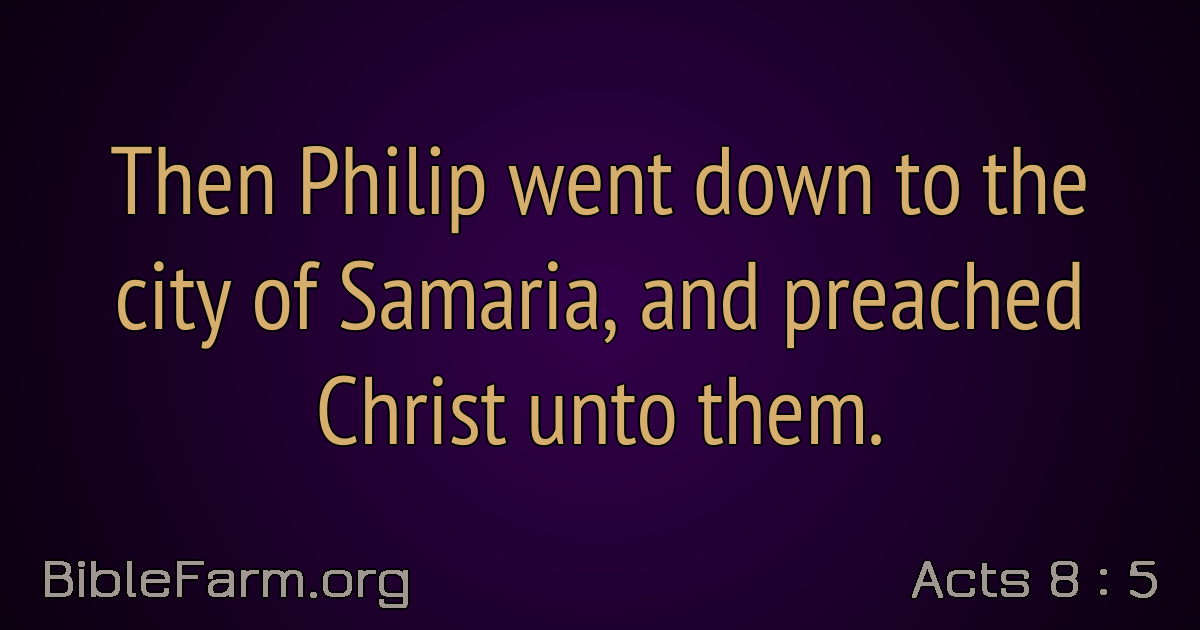 Then Philip went down to the
city of Samaria, and preached
Christ unto them.
BibleFarm.org
Acts 8 : 5